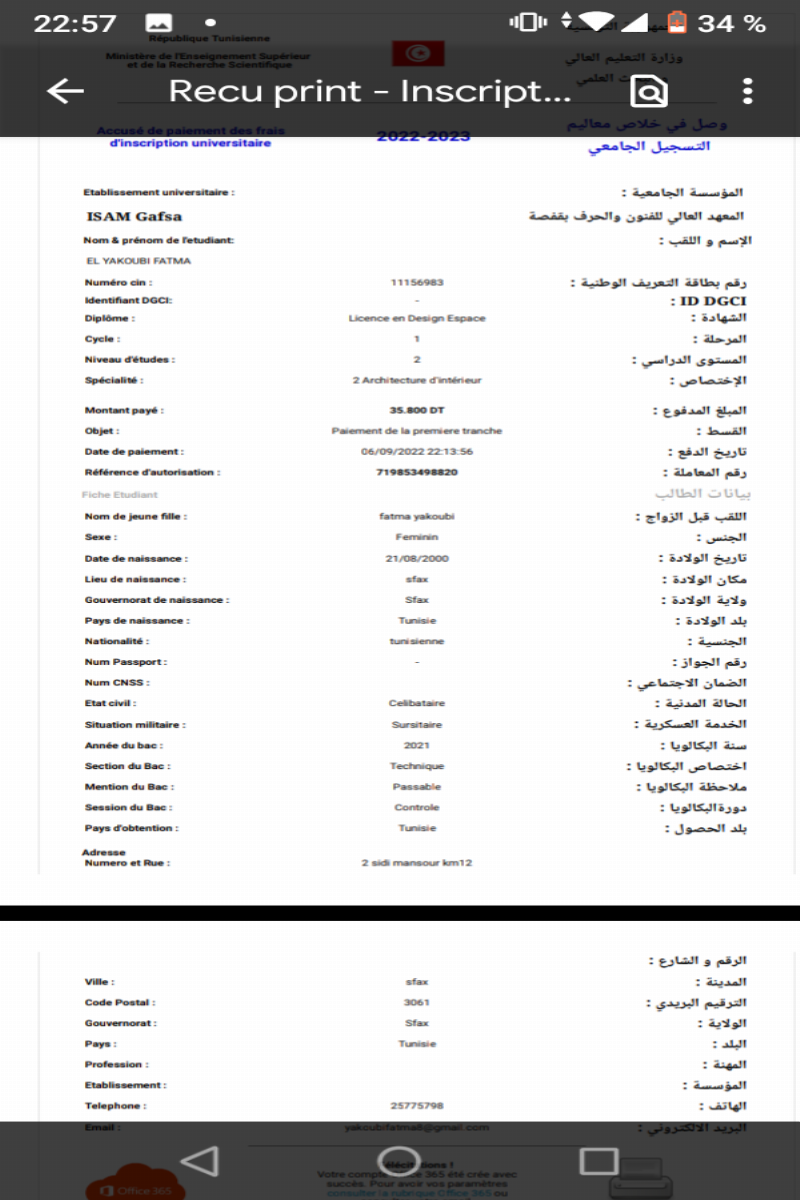 22:57
34 %
République Tunisienne
Ministère de l'Enseignement Supérieur
et de la Recherche Scientifique
وزارة التعليم العالي
العلمي
Recu print - Inscript...
Accusé de paiement des frais
d'inscription universitaire
2022-2023
وصل في خلاص معاليم
التسجيل الجامعي
Etablissement universitaire : المؤسسة الجامعية :
ISAM Gafsa المعهد العالي للفنون والحرف بقفصة
Nom & prénom de l'etudiant: الإسم و اللقب :
EL YAKOUBI FATMA
Numéro cin : 11156983 رقم بطاقة التعريف الوطنية :
Identifiant DGCI: - ID DGCI :
Diplôme : Licence en Design Espace الشهادة :
Cycle : 1 المرحلة :
Niveau d'études : 2 المستوى الدراسي :
Spécialité : 2 Architecture d'intérieur الإختصاص :
Montant payé : 35.800 DT المبلغ المدفوع :
Objet : Paiement de la premiere tranche القسط :
Date de paiement : 06/09/2022 22:13:56 تاريخ الدفع :
Référence d'autorisation : 719853498820 رقم المعاملة :
Fiche Etudiant بيانات الطالب
Nom de jeune fille : fatma yakoubi اللقب قبل الزواج :
Sexe : Feminin الجنس :
Date de naissance : 21/08/2000 تاريخ الولادة :
Lieu de naissance : sfax مكان الولادة :
Gouvernorat de naissance : Sfax ولاية الولادة :
Pays de naissance : Tunisie بلد الولادة :
Nationalité : tunisienne الجنسية :
Num Passport : - رقم الجواز :
Num CNSS : الضمان الاجتماعي :
Etat civil : Celibataire الحالة المدنية :
Situation militaire : Sursitaire الخدمة العسكرية :
Année du bac : 2021 سنة البكالويا :
Section du Bac : Technique اختصاص البكالويا :
Mention du Bac : Passable ملاحظة البكالويا :
Session du Bac : Controle دورةالبكالويا :
Pays d'obtention : Tunisie بلد الحصول :
Adresse
Numero et Rue : 2 sidi mansour km12
الرقم و الشارع :
Ville : sfax المدينة :
Code Postal : 3061 الترقيم البريدي :
Gouvernorat : Sfax الولاية :
Pays : Tunisie البلد :
Profession : المهنة :
Etablissement : المؤسسة :
Telephone : 25775798 الهاتف :
Email : yakoubifatma8@gmail.com البريد الالكتروني :
Office 365
Votre compte Office 365 été crée avec
succès. Pour avoir vos paramètres
consulter la rubrique Office 365 ou